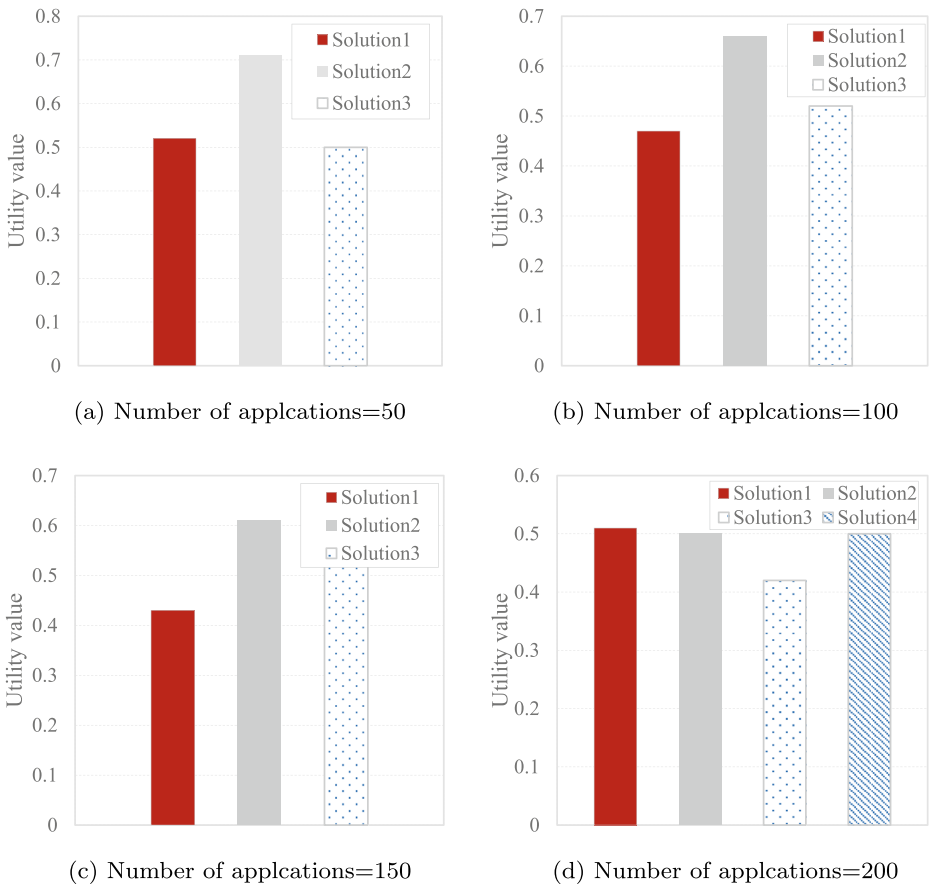 0.8
0.7
0.6
0.5
0.4
0.3
0.2
0.1
0
Utility value
Solution1
Solution2
Solution3
(a) Number of applcations=50
0.7
0.6
0.5
0.4
0.3
0.2
0.1
0
Utility value
Solution1
Solution2
Solution3
(b) Number of applcations=100
0.7
0.6
0.5
0.4
0.3
0.2
0.1
0
Utility value
Solution1
Solution2
Solution3
(c) Number of applcations=150
0.6
0.5
0.4
0.3
0.2
0.1
0
Utility value
Solution1 Solution2
Solution3 Solution4
(d) Number of applcations=200